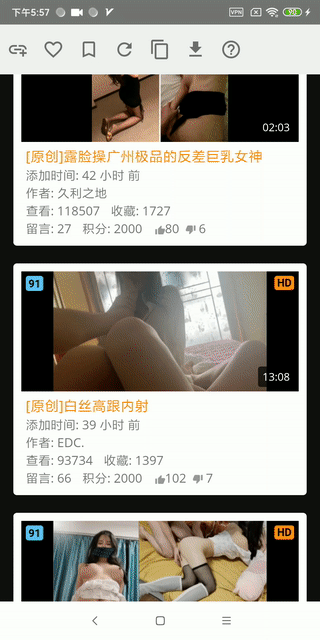 下午5:57
VPN
90
02:03
[原创]露脸操广州极品的反差巨乳女神
添加时间: 42 小时 前
作者: 久利之地
查看: 118507 收藏: 1727
留言: 27 积分: 2000 80 6
91
HD
13:08
[原创]白丝高跟内射
添加时间: 39 小时 前
作者: EDC.
查看: 93734 收藏: 1397
留言: 66 积分: 2000 102 7
91
HD